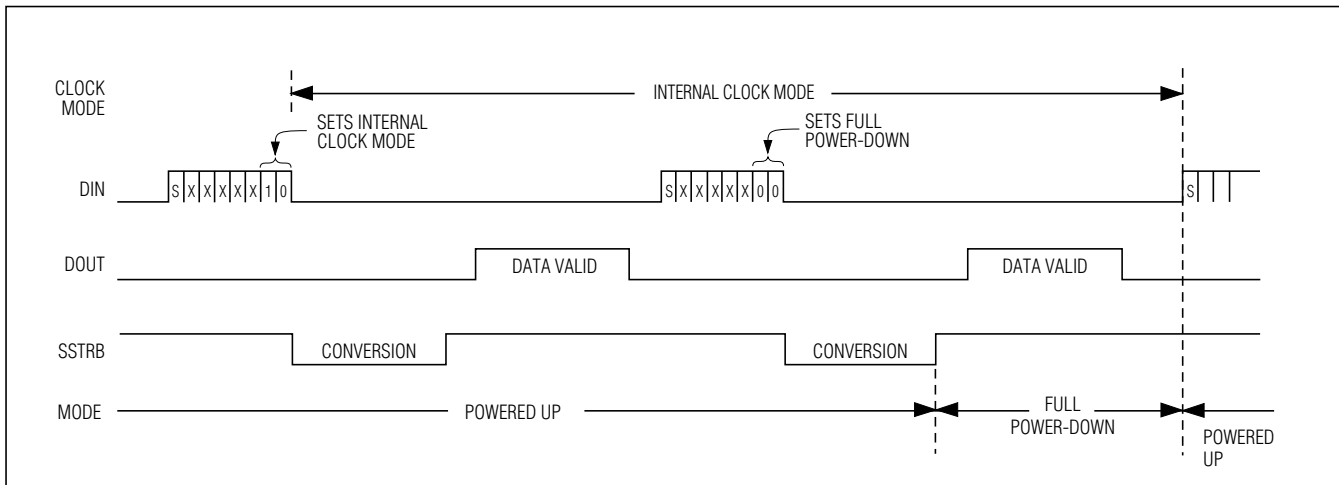 CLOCK
MODE
INTERNAL CLOCK MODE
SETS INTERNAL
CLOCK MODE
SETS FULL
POWER-DOWN
DIN
S X X X X X 1 0
S X X X X X 0 0
S
DOUT
DATA VALID
DATA VALID
SSTRB
CONVERSION
CONVERSION
MODE
POWERED UP
FULL
POWER-DOWN
POWERED
UP